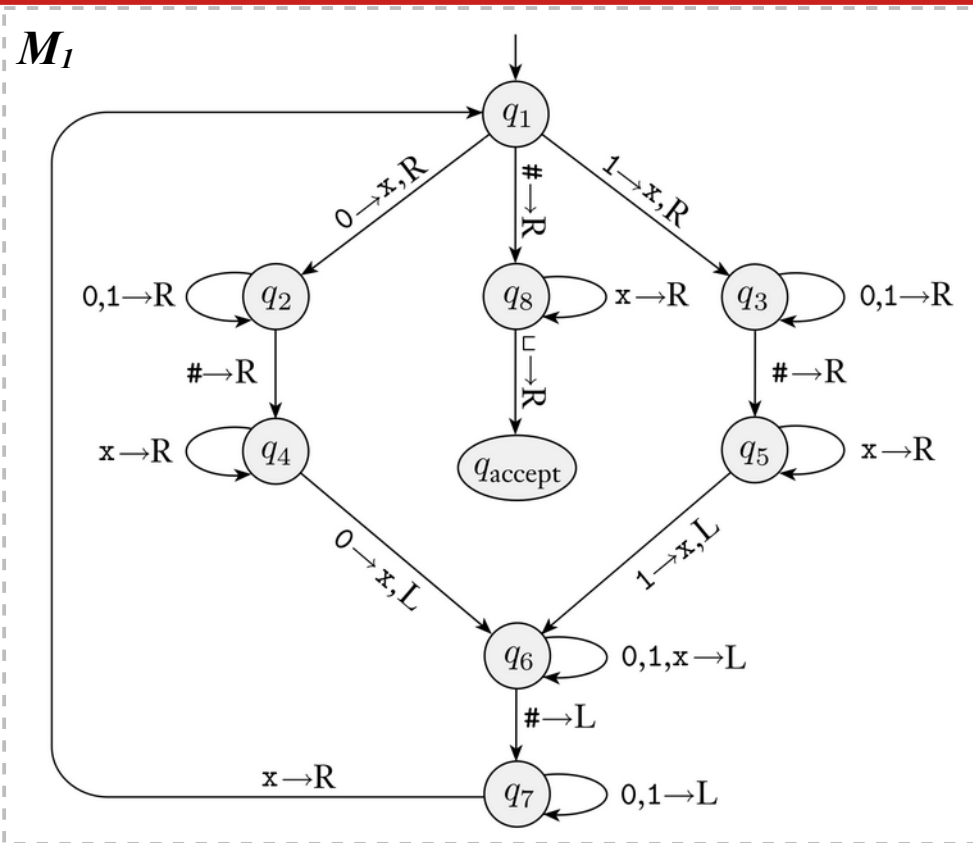 M₁
q₁
0→x,R
#→R
1→x,R
0,1→R
q₂
q₈
x→R
q₃
0,1→R
#→R
⊔→R
#→R
x→R
q₄
q_accept
q₅
x→R
0→x,L
1→x,L
q₆
0,1,x→L
#→L
x→R
q₇
0,1→L